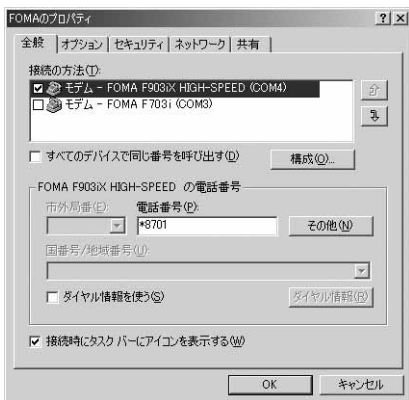 FOMAのプロパティ
全般 オプション セキュリティ ネットワーク 共有
接続の方法(T):
モデム - FOMA F903iX HIGH-SPEED (COM4)
モデム - FOMA F703i (COM3)
すべてのデバイスで同じ番号を呼び出す(D) 構成(O)...
FOMA F903iX HIGH-SPEED の電話番号
市外局番(E): 電話番号(P):
*8701 その他(N)
国番号/地域番号(U):
ダイヤル情報を使う(S) ダイヤル情報(R)
接続時にタスク バーにアイコンを表示する(W)
OK キャンセル